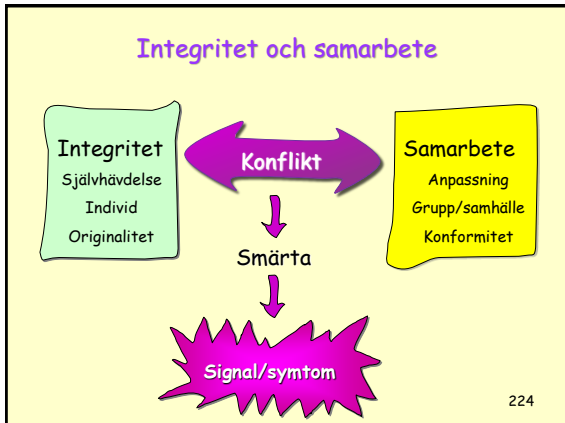 Integritet och samarbete
Integritet
Självhävdelse
Individ
Originalitet
Konflikt
Samarbete
Anpassning
Grupp/samhälle
Konformitet
Smärta
Signal/symtom
224